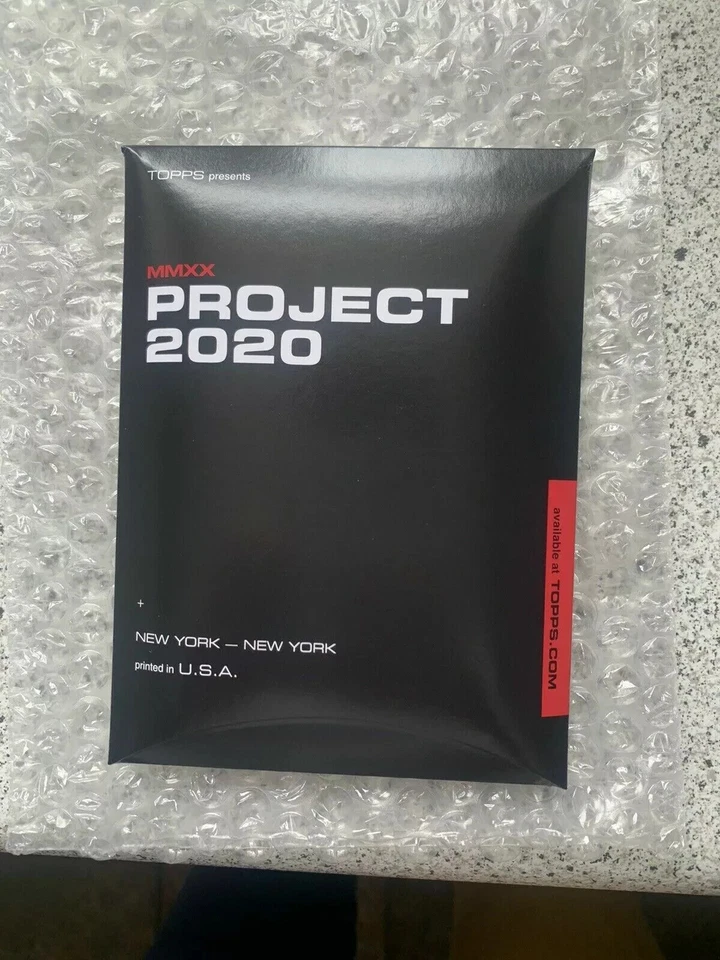 TOPPS presents
MMXX
PROJECT
2020
available at TOPPS.COM
+
NEW YORK — NEW YORK
printed in U.S.A.